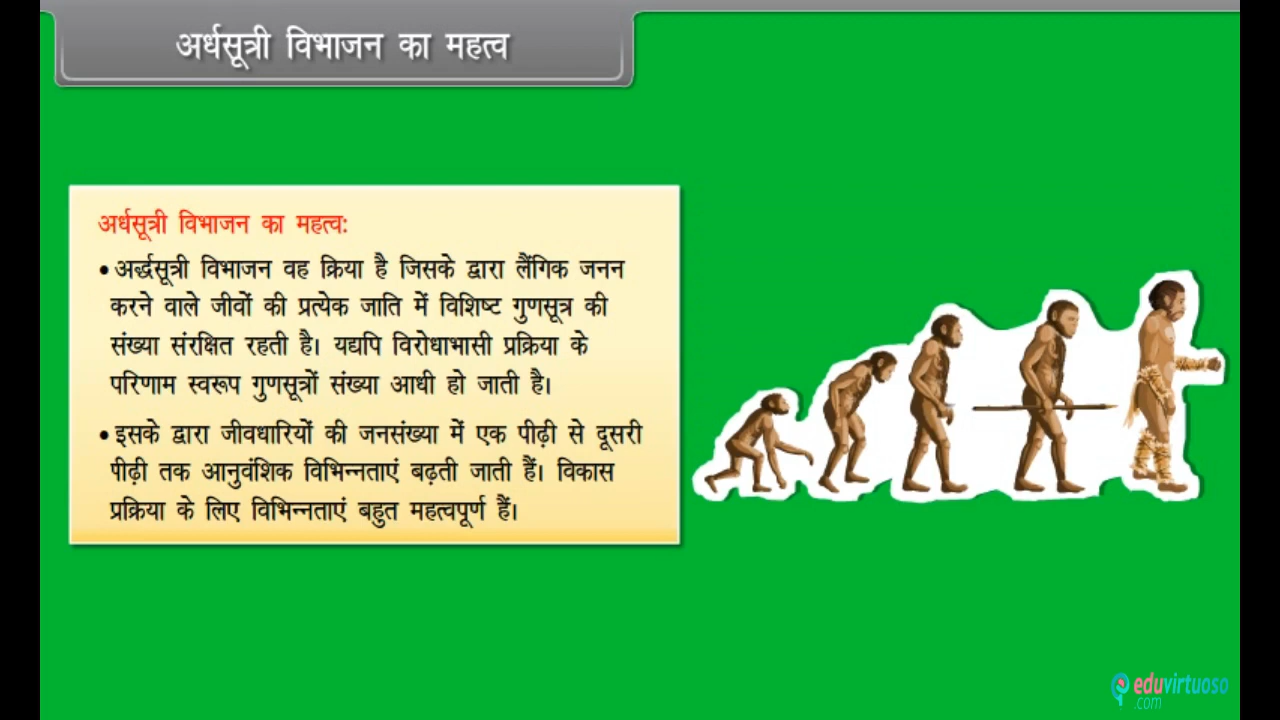 अर्धसूत्री विभाजन का महत्व
अर्धसूत्री विभाजन का महत्वः
• अर्द्धसूत्री विभाजन वह क्रिया है जिसके द्वारा लैंगिक जनन
करने वाले जीवों की प्रत्येक जाति में विशिष्ट गुणसूत्र की
संख्या संरक्षित रहती है। यद्यपि विरोधाभासी प्रक्रिया के
परिणाम स्वरूप गुणसूत्रों संख्या आधी हो जाती है।
• इसके द्वारा जीवधारियों की जनसंख्या में एक पीढ़ी से दूसरी
पीढ़ी तक आनुवंशिक विभिन्नताएं बढ़ती जाती हैं। विकास
प्रक्रिया के लिए विभिन्नताएं बहुत महत्वपूर्ण हैं।
eduvirtuoso
.com